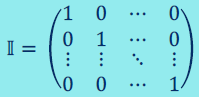 𝕀 = ( 1 0 ⋯ 0
0 1 ⋯ 0
⋮ ⋮ ⋱ ⋮
0 0 ⋯ 1 )